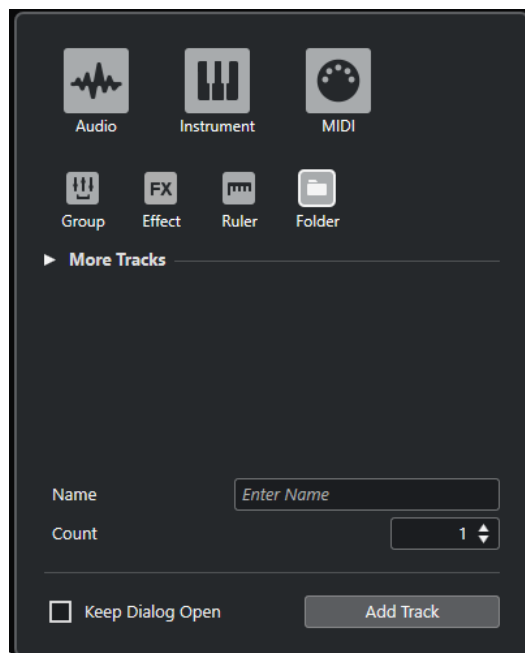 Audio Instrument MIDI
FX
Group Effect Ruler Folder
More Tracks
Name Enter Name
Count 1
Keep Dialog Open Add Track